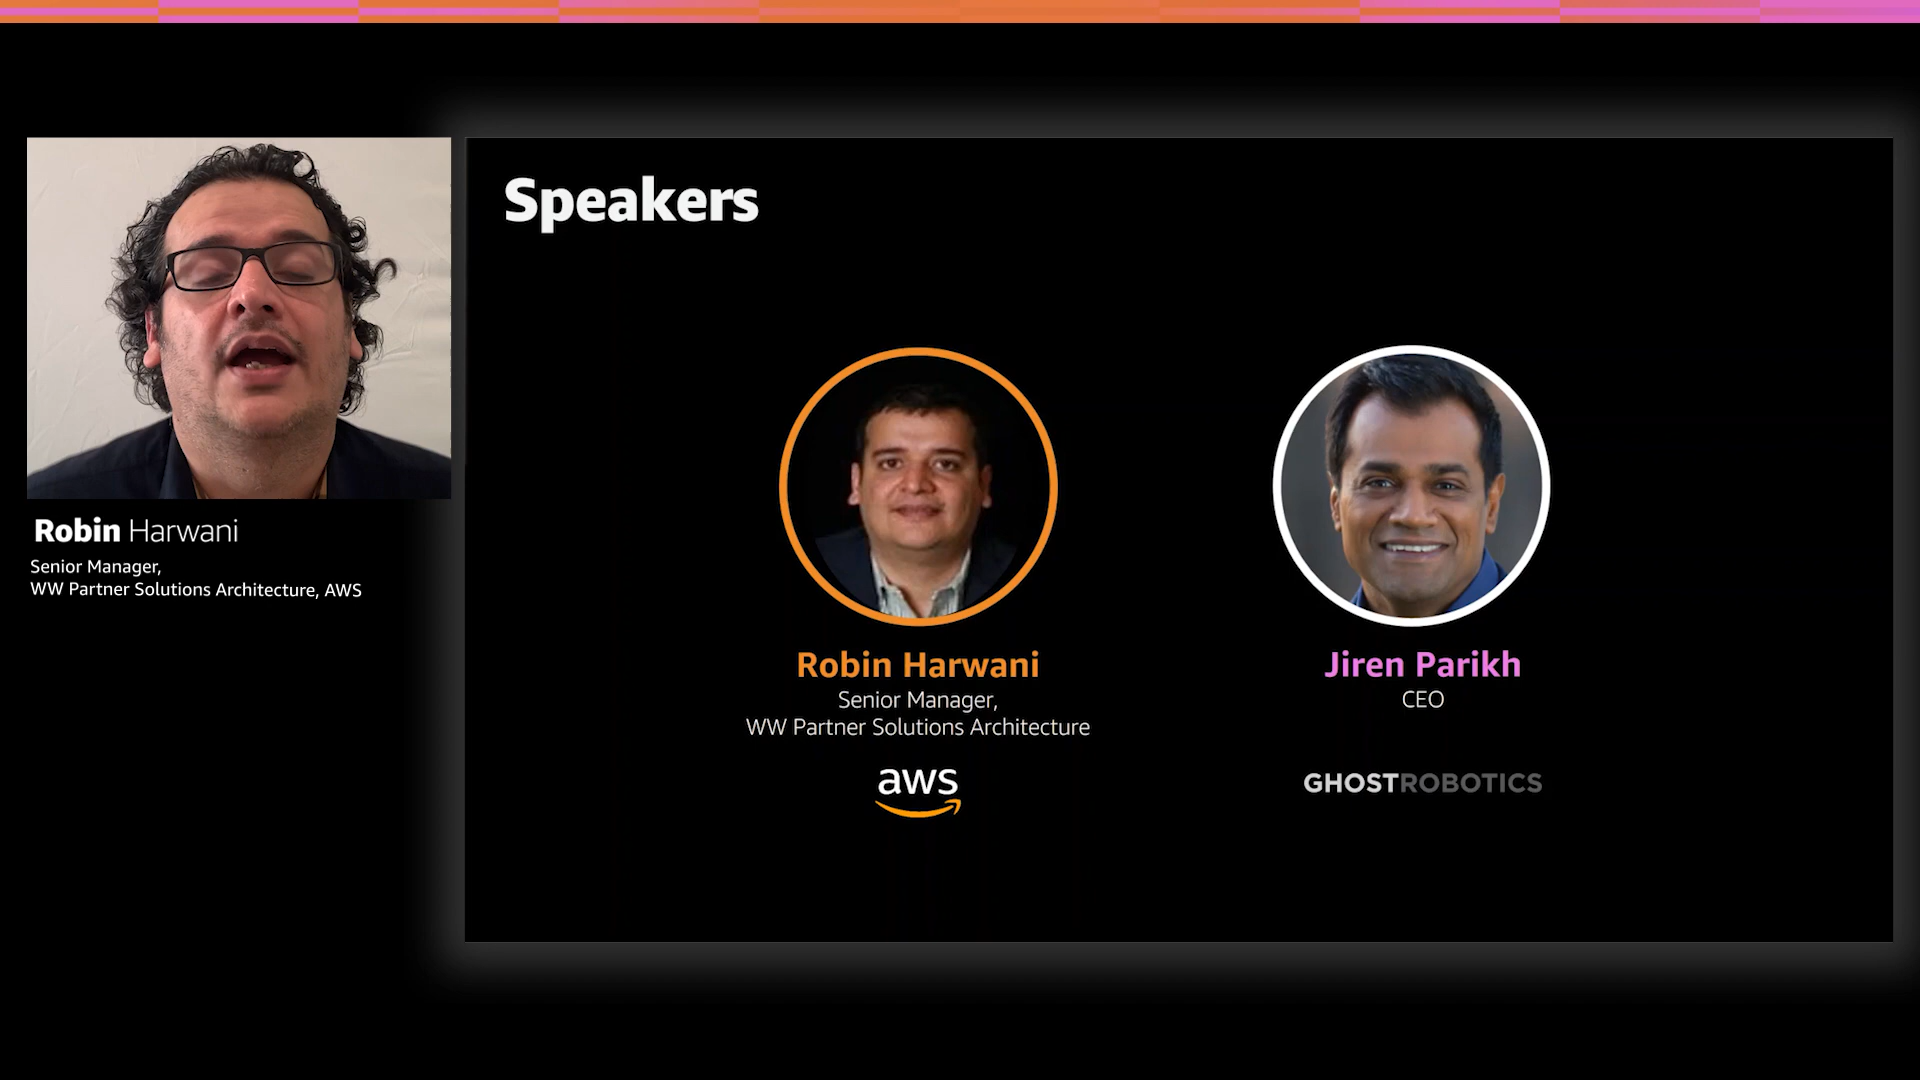 Speakers
Robin Harwani
Senior Manager,
WW Partner Solutions Architecture, AWS
Robin Harwani
Senior Manager,
WW Partner Solutions Architecture
aws
Jiren Parikh
CEO
GHOSTROBOTICS